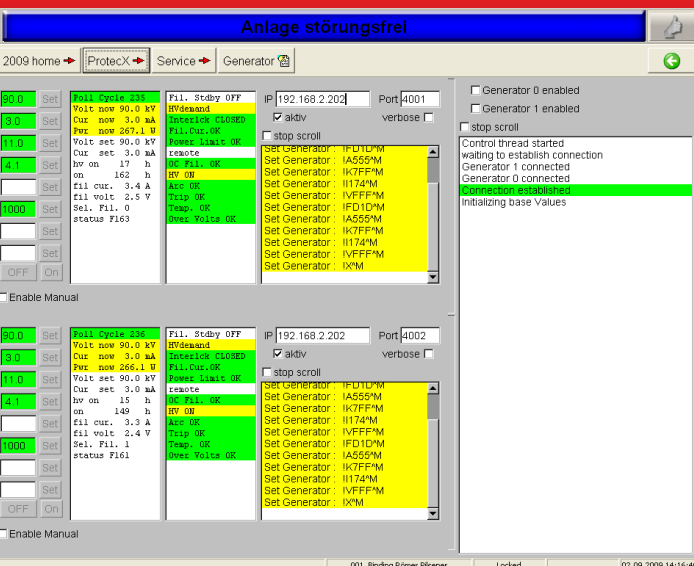 Anlage störungsfrei
2009 home ProtecX Service Generator
90.0 Set
3.0 Set
11.0 Set
4.1 Set
Set
1000 Set
Set
Set
OFF On
Enable Manual
Poll Cycle 235
Volt now 90.0 kV
Cur now 3.0 mA
Pwr now 267.1 W
Volt set 90.0 kV
Cur set 3.0 mA
hv on 17 h
on 162 h
fil cur. 3.4 A
fil volt 2.5 V
Sel. Fil. 0
status F163
Fil. Stdby OFF
HVdemand
Interlck CLOSED
Fil.Cur.OK
Power Limit OK
remote
OC Fil. OK
HV ON
Arc OK
Trip OK
Temp. OK
Over Volts OK
IP 192.168.2.202 Port 4001
aktiv verbose
stop scroll
Set Generator : !FD1D^M
Set Generator : !A555^M
Set Generator : !K7FF^M
Set Generator : !I174^M
Set Generator : !VFFF^M
Set Generator : !FD1D^M
Set Generator : !A555^M
Set Generator : !K7FF^M
Set Generator : !I174^M
Set Generator : !VFFF^M
Set Generator : !X^M
90.0 Set
3.0 Set
11.0 Set
4.1 Set
Set
1000 Set
Set
Set
OFF On
Enable Manual
Poll Cycle 236
Volt now 90.0 kV
Cur now 3.0 mA
Pwr now 266.1 W
Volt set 90.0 kV
Cur set 3.0 mA
hv on 15 h
on 149 h
fil cur. 3.3 A
fil volt 2.4 V
Sel. Fil. 1
status F161
Fil. Stdby OFF
HVdemand
Interlck CLOSED
Fil.Cur.OK
Power Limit OK
remote
OC Fil. OK
HV ON
Arc OK
Trip OK
Temp. OK
Over Volts OK
IP 192.168.2.202 Port 4002
aktiv verbose
stop scroll
Set Generator : !FD1D^M
Set Generator : !A555^M
Set Generator : !K7FF^M
Set Generator : !I174^M
Set Generator : !VFFF^M
Set Generator : !FD1D^M
Set Generator : !A555^M
Set Generator : !K7FF^M
Set Generator : !I174^M
Set Generator : !VFFF^M
Set Generator : !X^M
Generator 0 enabled
Generator 1 enabled
stop scroll
Control thread started
waiting to establish connection
Generator 1 connected
Generator 0 connected
Connection established
Initializing base Values
001 Binding Römer Pilsener Locked 02.09.2009 14:16:4